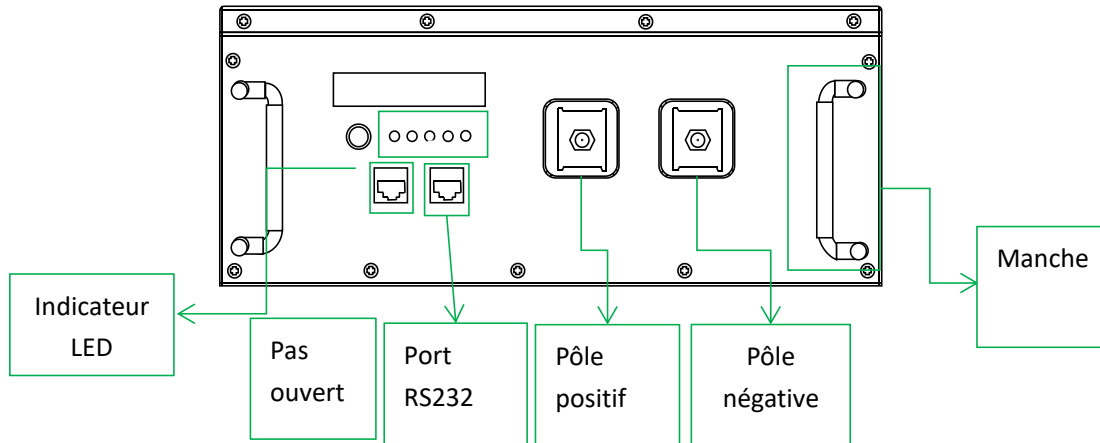 Manche
Indicateur
LED
Pas
ouvert
Port
RS232
Pôle
positif
Pôle
négative